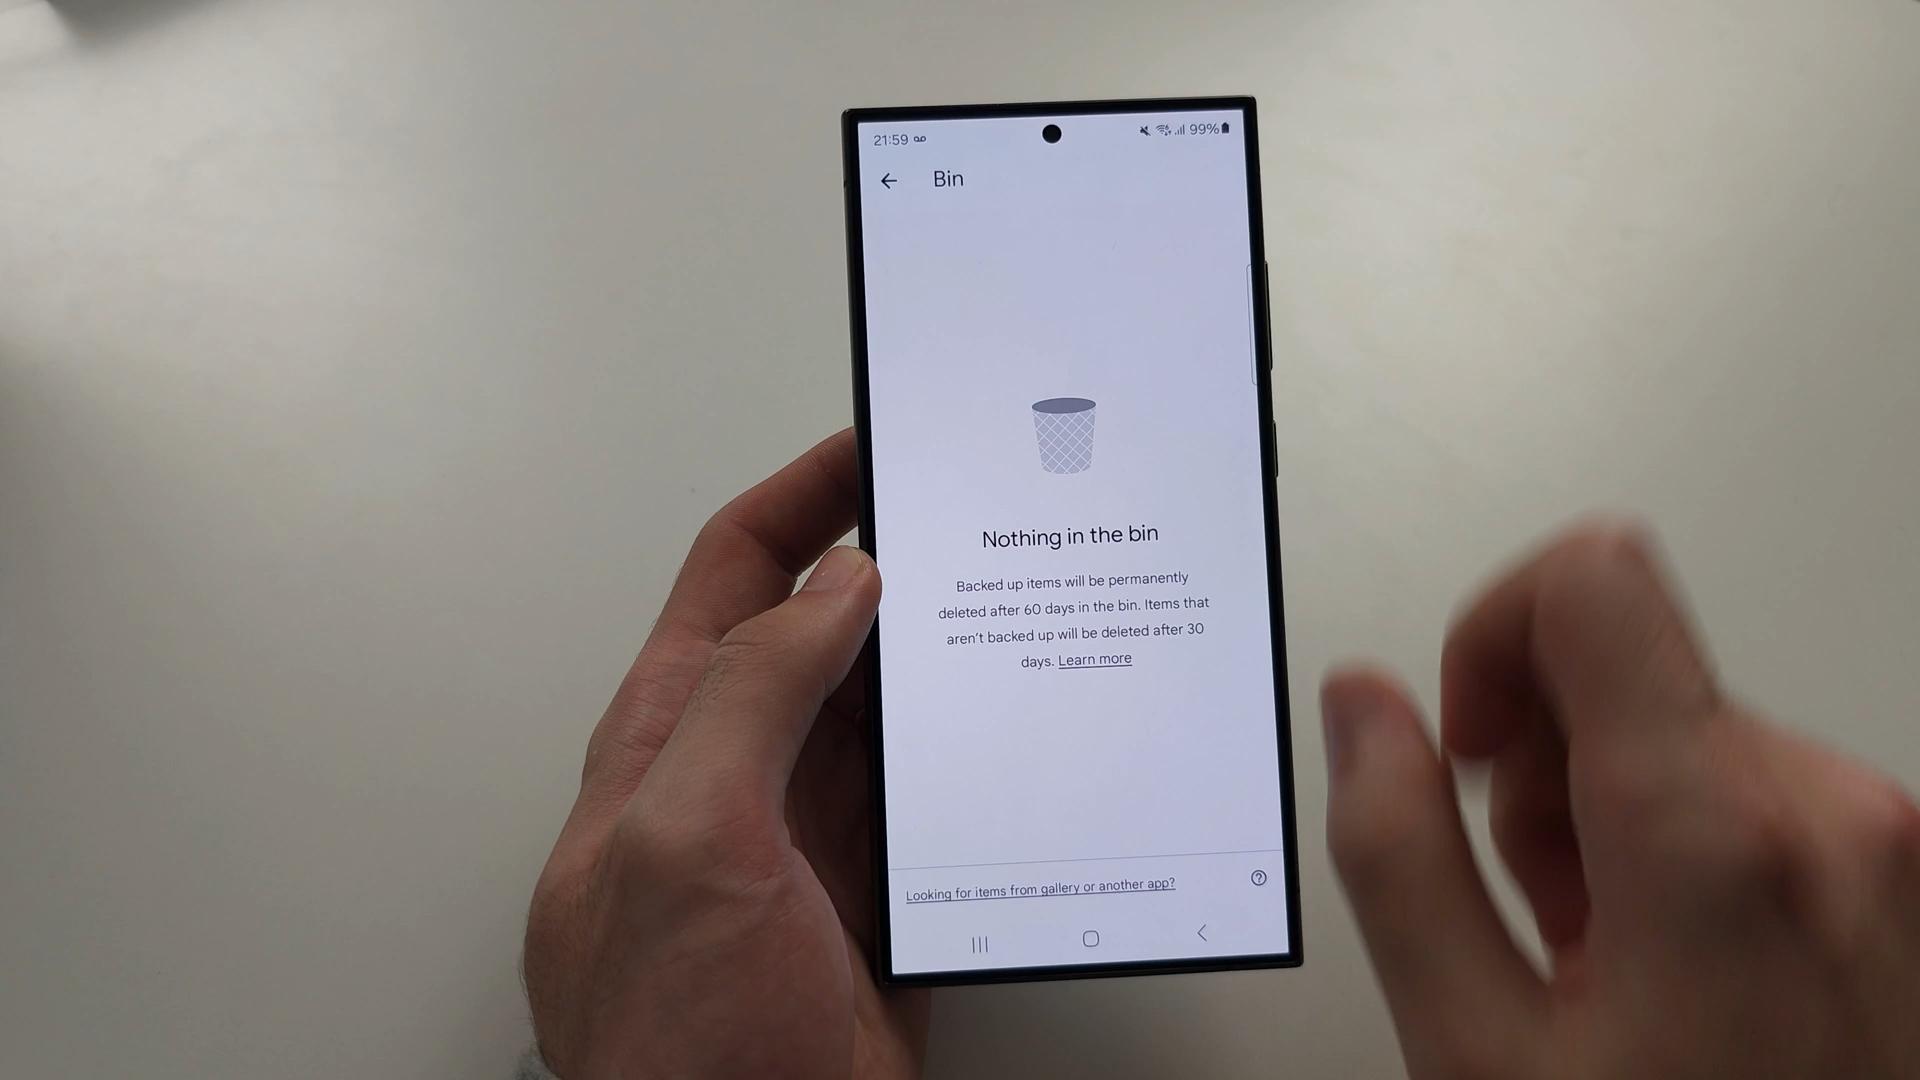 21:59 99%
Bin
Nothing in the bin
Backed up items will be permanently
deleted after 60 days in the bin. Items that
aren't backed up will be deleted after 30
days. Learn more
Looking for items from gallery or another app?